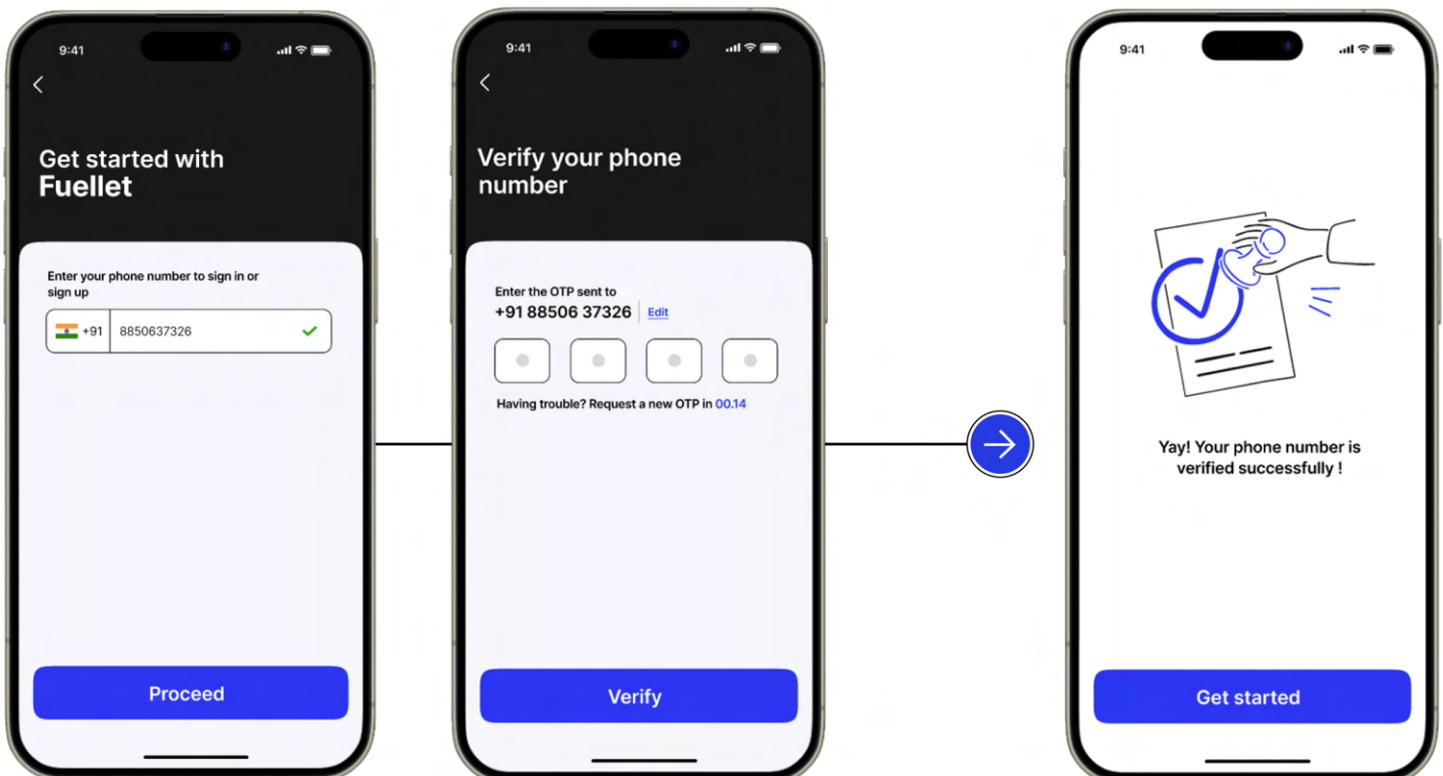 9:41
Get started with
Fuellet
Enter your phone number to sign in or
sign up
+91 8850637326
Proceed
9:41
Verify your phone
number
Enter the OTP sent to
+91 88506 37326 Edit
Having trouble? Request a new OTP in 00.14
Verify
9:41
Yay! Your phone number is
verified successfully !
Get started